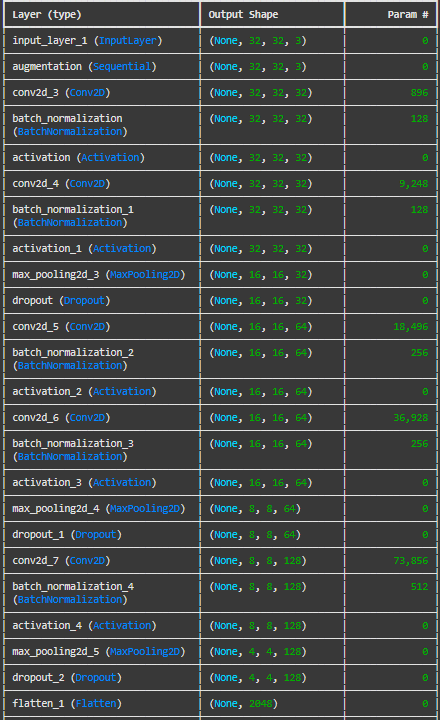 Layer (type) Output Shape Param #
input_layer_1 (InputLayer) (None, 32, 32, 3) 0
augmentation (Sequential) (None, 32, 32, 3) 0
conv2d_3 (Conv2D) (None, 32, 32, 32) 896
batch_normalization (None, 32, 32, 32) 128
(BatchNormalization)
activation (Activation) (None, 32, 32, 32) 0
conv2d_4 (Conv2D) (None, 32, 32, 32) 9,248
batch_normalization_1 (None, 32, 32, 32) 128
(BatchNormalization)
activation_1 (Activation) (None, 32, 32, 32) 0
max_pooling2d_3 (MaxPooling2D) (None, 16, 16, 32) 0
dropout (Dropout) (None, 16, 16, 32) 0
conv2d_5 (Conv2D) (None, 16, 16, 64) 18,496
batch_normalization_2 (None, 16, 16, 64) 256
(BatchNormalization)
activation_2 (Activation) (None, 16, 16, 64) 0
conv2d_6 (Conv2D) (None, 16, 16, 64) 36,928
batch_normalization_3 (None, 16, 16, 64) 256
(BatchNormalization)
activation_3 (Activation) (None, 16, 16, 64) 0
max_pooling2d_4 (MaxPooling2D) (None, 8, 8, 64) 0
dropout_1 (Dropout) (None, 8, 8, 64) 0
conv2d_7 (Conv2D) (None, 8, 8, 128) 73,856
batch_normalization_4 (None, 8, 8, 128) 512
(BatchNormalization)
activation_4 (Activation) (None, 8, 8, 128) 0
max_pooling2d_5 (MaxPooling2D) (None, 4, 4, 128) 0
dropout_2 (Dropout) (None, 4, 4, 128) 0
flatten_1 (Flatten) (None, 2048) 0